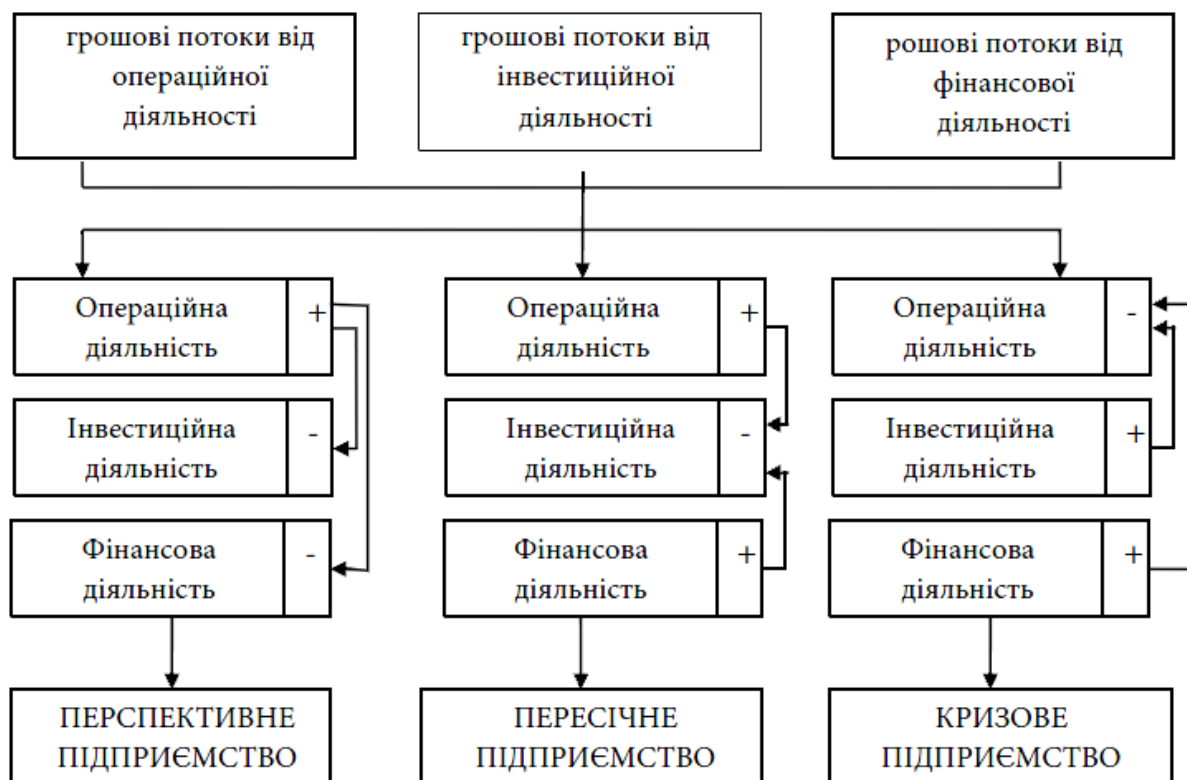 грошові потоки від
операційної
діяльності
грошові потоки від
інвестиційної
діяльності
рошові потоки від
фінансової
діяльності
Операційна
діяльність
+
Інвестиційна
діяльність
-
Фінансова
діяльність
-
ПЕРСПЕКТИВНЕ
ПІДПРИЄМСТВО
Операційна
діяльність
+
Інвестиційна
діяльність
-
Фінансова
діяльність
+
ПЕРЕСІЧНЕ
ПІДПРИЄМСТВО
Операційна
діяльність
-
Інвестиційна
діяльність
+
Фінансова
діяльність
+
КРИЗОВЕ
ПІДПРИЄМСТВО